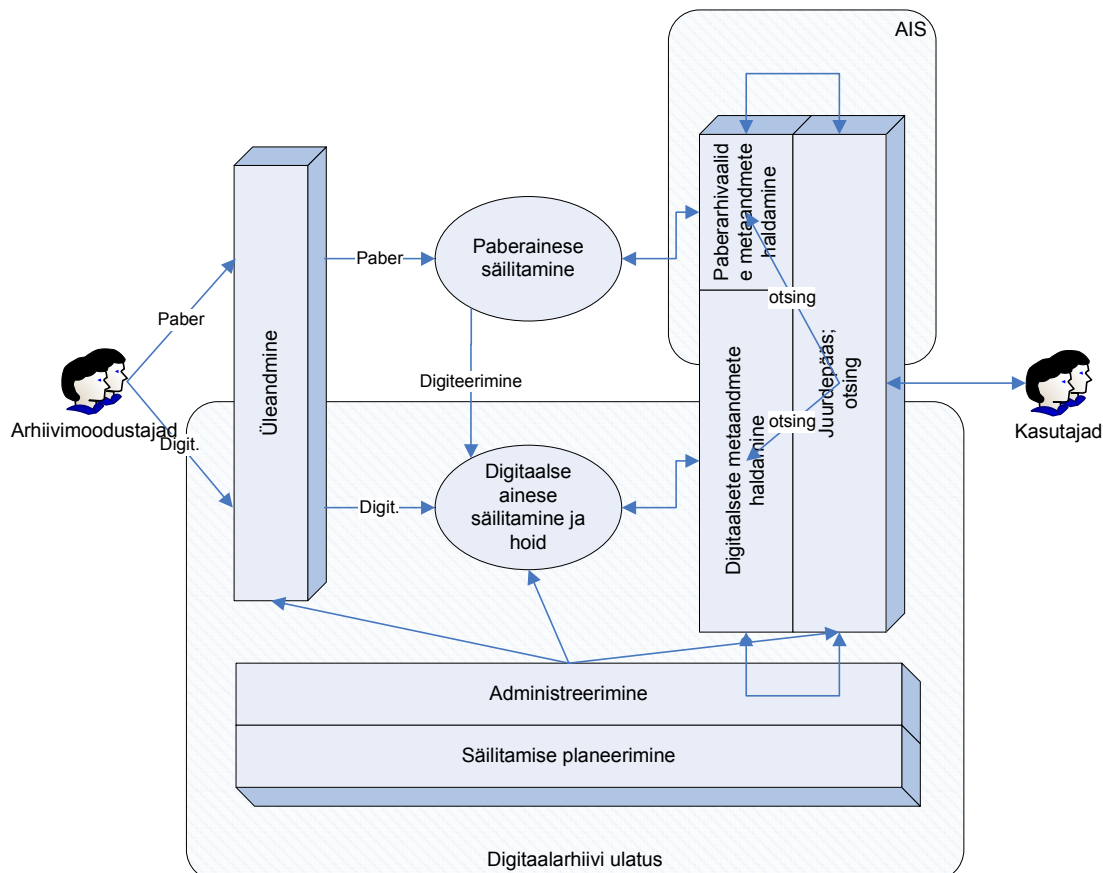 AIS
Paberarhivaalid
e metaandmete
haldamine
Paberainese
säilitamine
Paber
Paber
otsing
Üleandmine
Juurdepääs;
otsing
Digiteerimine
Arhiivimoodustajad
Kasutajad
Digit.
otsing
Digitaalsete metaandmete
haldamine
Digitaalse
ainese
säilitamine ja
hoid
Digit.
Administreerimine
Säilitamise planeerimine
Digitaalarhiivi ulatus